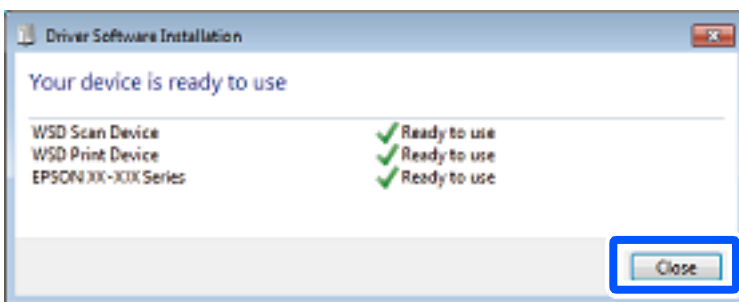 Driver Software Installation
Your device is ready to use
WSD Scan Device Ready to use
WSD Print Device Ready to use
EPSON XX-XXX Series Ready to use
Close